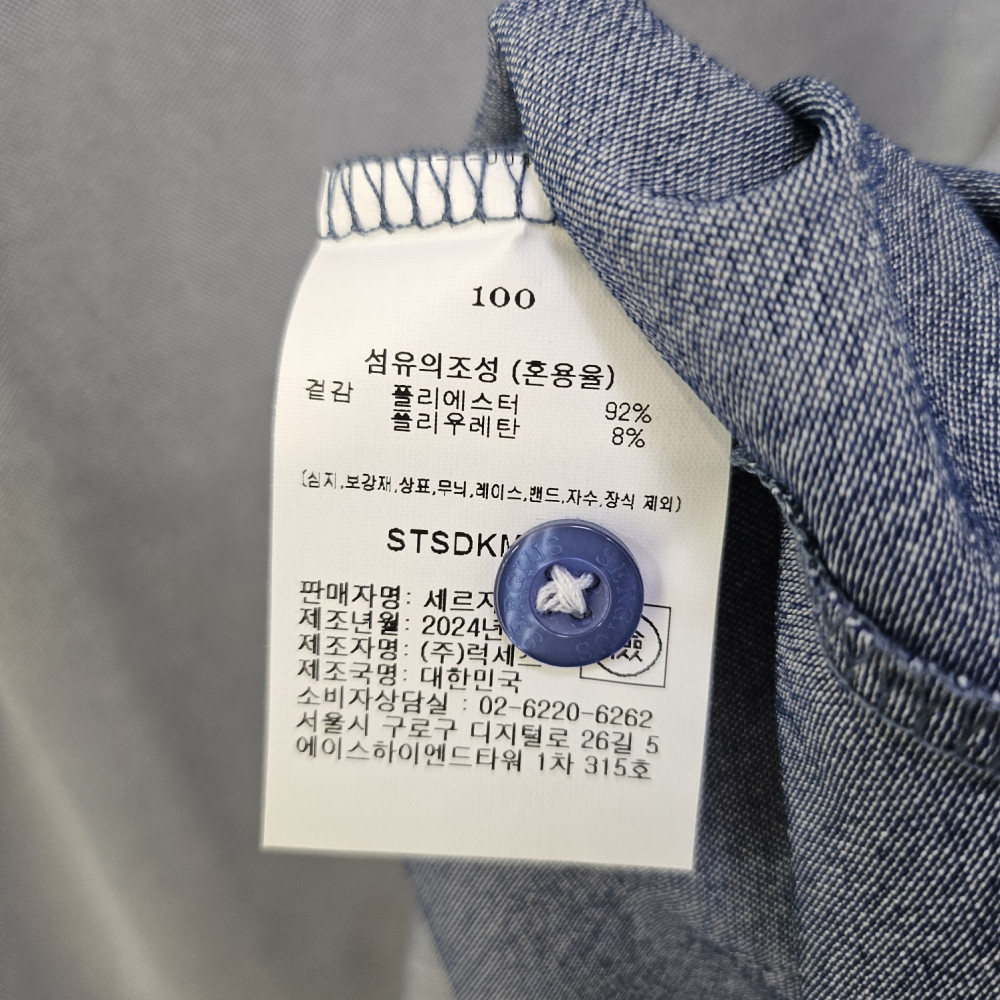 100
섬유의조성 (혼용율)
겉감 폴리에스터 92%
폴리우레탄 8%
(심지,보강재,상표,무늬,레이스,밴드,자수,장식 제외)
STSDKM
판매자명: 세르지
제조년월: 2024년
제조자명: (주)럭세스
제조국명: 대한민국
소비자상담실 : 02-6220-6262
서울시 구로구 디지털로 26길 5
에이스하이엔드타워 1차 315호